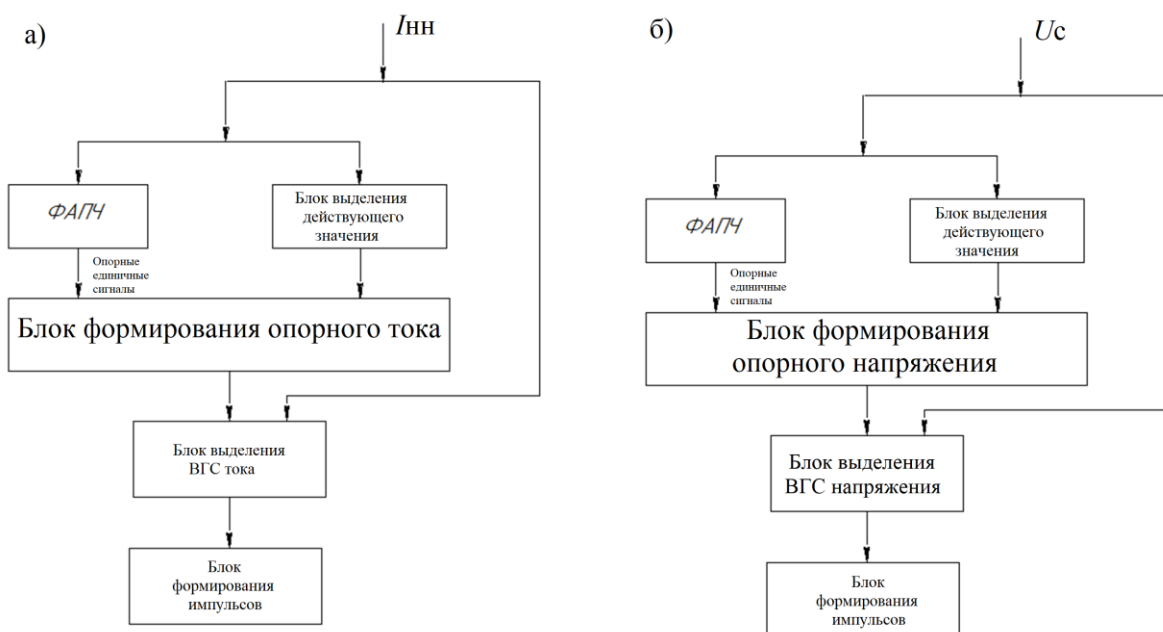 а)
Iнн
ФАПЧ
Блок выделения
действующего
значения
Опорные
единичные
сигналы
Блок формирования опорного тока
Блок выделения
ВГС тока
Блок
формирования
импульсов
б)
Uс
ФАПЧ
Блок выделения
действующего
значения
Опорные
единичные
сигналы
Блок формирования
опорного напряжения
Блок выделения
ВГС напряжения
Блок
формирования
импульсов